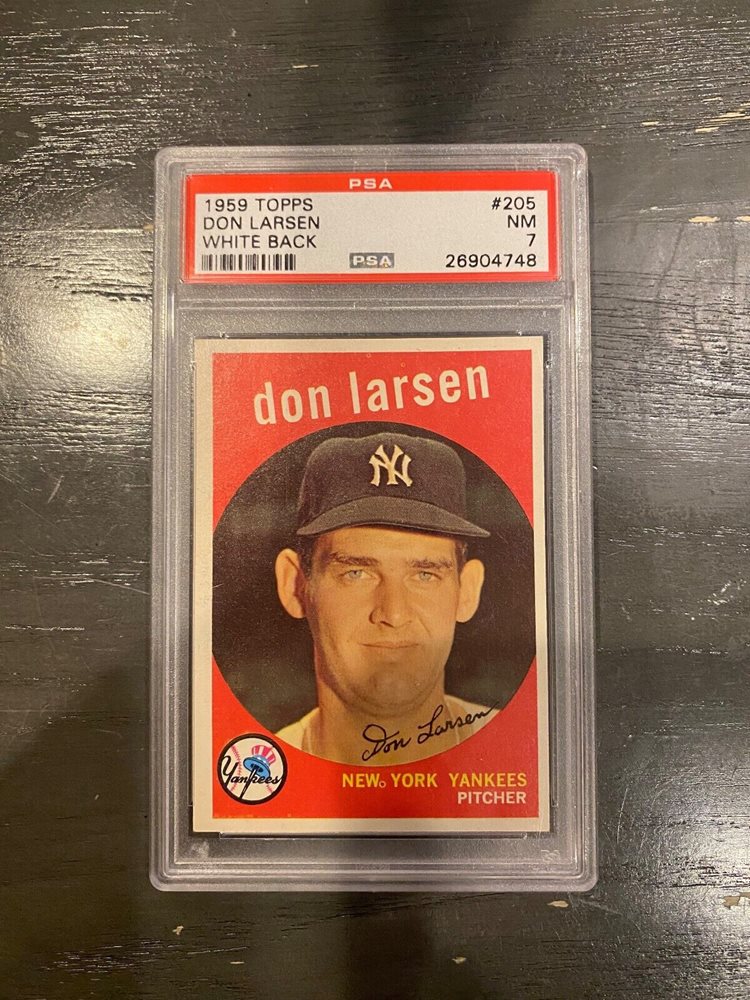 PSA
1959 TOPPS #205
DON LARSEN NM
WHITE BACK 7
PSA 26904748
don larsen
NY
Don Larsen
Yankees
NEW YORK YANKEES
PITCHER